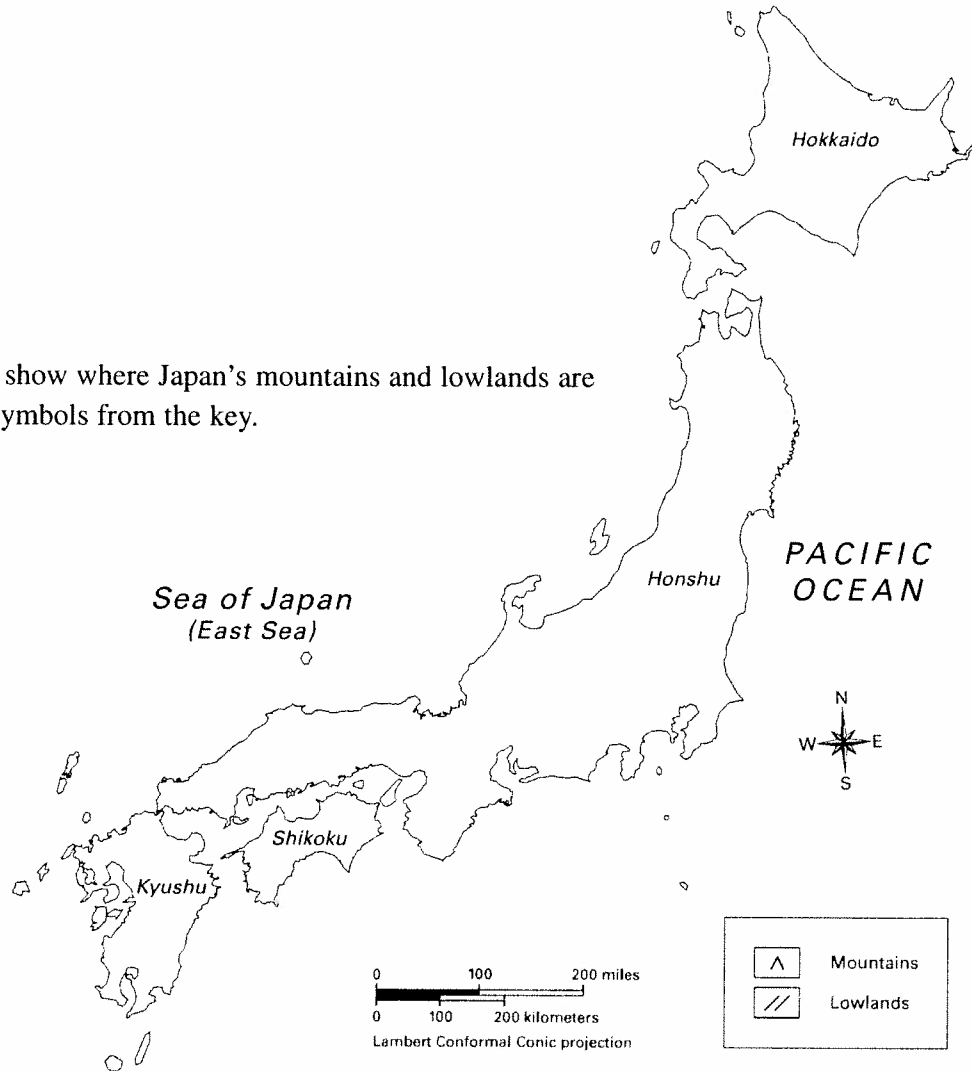 Hokkaido
show where Japan's mountains and lowlands are
ymbols from the key.
PACIFIC
OCEAN
Honshu
Sea of Japan
(East Sea)
N
W E
S
Shikoku
Kyushu
0 100 200 miles
0 100 200 kilometers
Lambert Conformal Conic projection
^ Mountains
// Lowlands